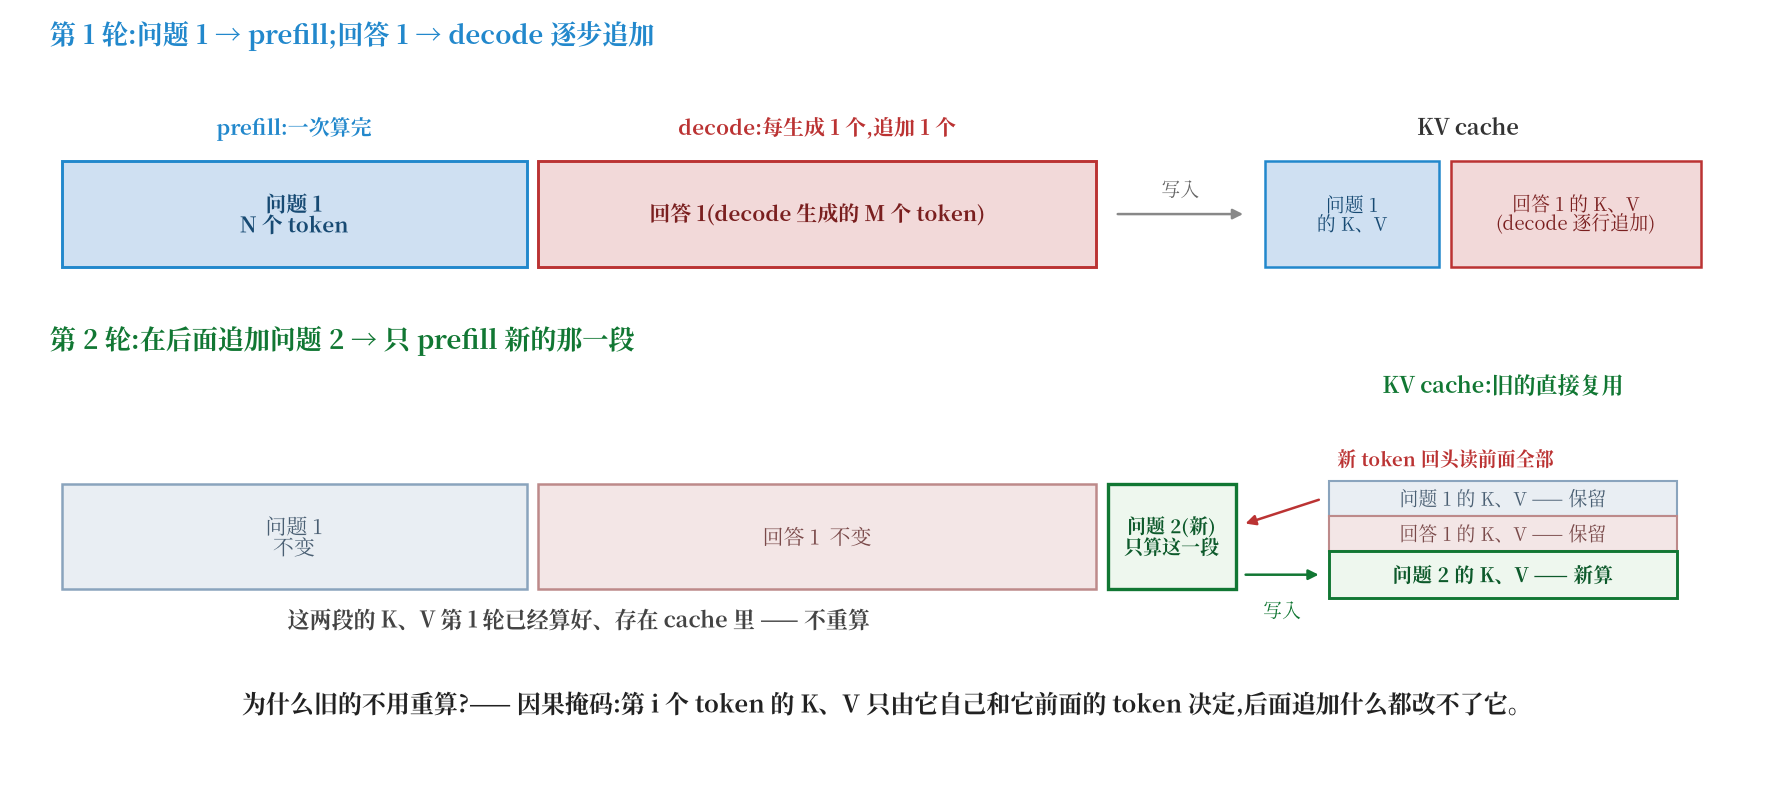 第 1 轮:问题 1 → prefill;回答 1 → decode 逐步追加
prefill:一次算完
decode:每生成 1 个,追加 1 个
KV cache
问题 1
N 个 token
回答 1(decode 生成的 M 个 token)
写入
问题 1
的 K、V
回答 1 的 K、V
(decode 逐行追加)
第 2 轮:在后面追加问题 2 → 只 prefill 新的那一段
KV cache:旧的直接复用
新 token 回头读前面全部
问题 1
不变
回答 1 不变
问题 2(新)
只算这一段
问题 1 的 K、V —— 保留
回答 1 的 K、V —— 保留
问题 2 的 K、V —— 新算
写入
这两段的 K、V 第 1 轮已经算好、存在 cache 里 —— 不重算
为什么旧的不用重算?—— 因果掩码:第 i 个 token 的 K、V 只由它自己和它前面的 token 决定,后面追加什么都改不了它。